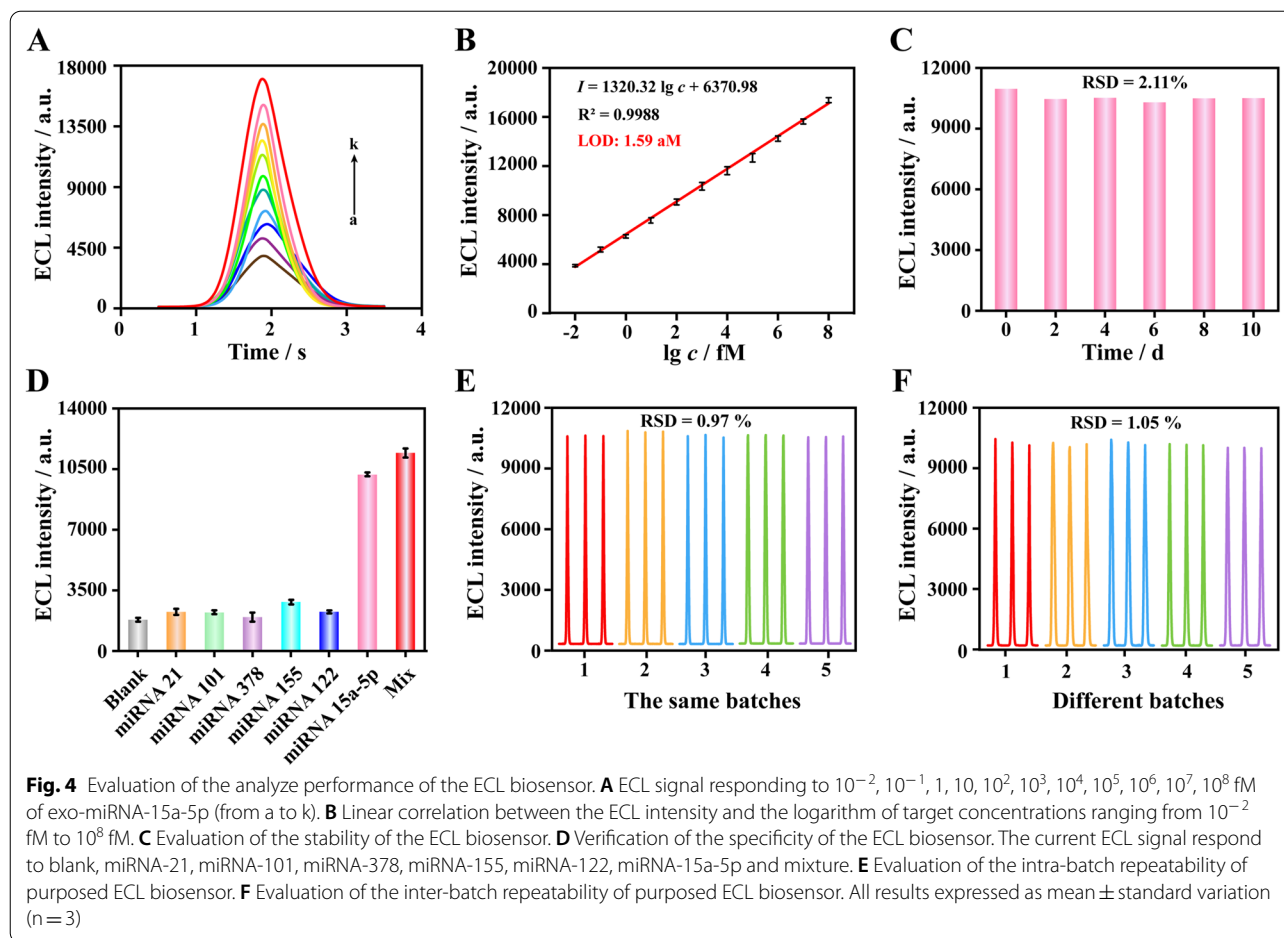 A
ECL intensity / a.u.
18000
13500
9000
4500
0
k
a
0 1 2 3 4
Time / s
B
ECL intensity / a.u.
20000
16000
12000
8000
4000
0
I = 1320.32 lg c + 6370.98
R² = 0.9988
LOD: 1.59 aM
-2 0 2 4 6 8
lg c / fM
C
ECL intensity / a.u.
12000
9000
6000
3000
0
RSD = 2.11%
0 2 4 6 8 10
Time / d
D
ECL intensity / a.u.
14000
10500
7000
3500
0
Blank
miRNA 21
miRNA 101
miRNA 378
miRNA 155
miRNA 122
miRNA 15a-5p
Mix
E
ECL intensity / a.u.
12000
9000
6000
3000
0
RSD = 0.97 %
1 2 3 4 5
The same batches
F
ECL intensity / a.u.
12000
9000
6000
3000
0
RSD = 1.05 %
1 2 3 4 5
Different batches
Fig. 4 Evaluation of the analyze performance of the ECL biosensor. A ECL signal responding to 10⁻², 10⁻¹, 1, 10, 10², 10³, 10⁴, 10⁵, 10⁶, 10⁷, 10⁸ fM
of exo-miRNA-15a-5p (from a to k). B Linear correlation between the ECL intensity and the logarithm of target concentrations ranging from 10⁻²
fM to 10⁸ fM. C Evaluation of the stability of the ECL biosensor. D Verification of the specificity of the ECL biosensor. The current ECL signal respond
to blank, miRNA-21, miRNA-101, miRNA-378, miRNA-155, miRNA-122, miRNA-15a-5p and mixture. E Evaluation of the intra-batch repeatability of
purposed ECL biosensor. F Evaluation of the inter-batch repeatability of purposed ECL biosensor. All results expressed as mean ± standard variation
(n = 3)